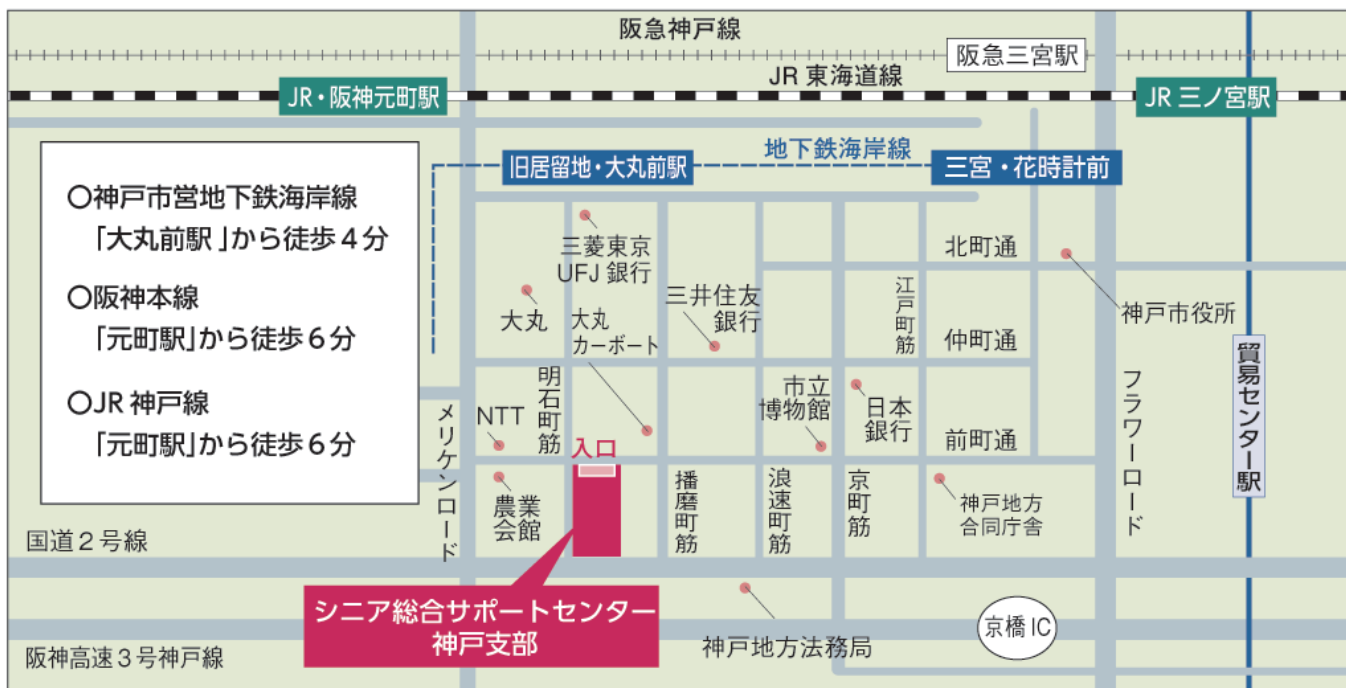 阪急神戸線
阪急三宮駅
JR 東海道線
JR・阪神元町駅
JR 三ノ宮駅
地下鉄海岸線
旧居留地・大丸前駅
三宮・花時計前
〇神戸市営地下鉄海岸線
「大丸前駅」から徒歩４分
〇阪神本線
「元町駅」から徒歩６分
〇JR 神戸線
「元町駅」から徒歩６分
三菱東京
UFJ 銀行
北町通
三井住友
銀行
江戸町筋
神戸市役所
大丸
大丸
カーボート
仲町通
貿易センター駅
明石町筋
フラワーロード
市立
博物館
日本
銀行
メリケンロード
NTT
前町通
入口
農業
会館
播磨町筋
浪速町筋
京町筋
神戸地方
合同庁舎
国道２号線
シニア総合サポートセンター
神戸支部
京橋 IC
神戸地方法務局
阪神高速３号神戸線